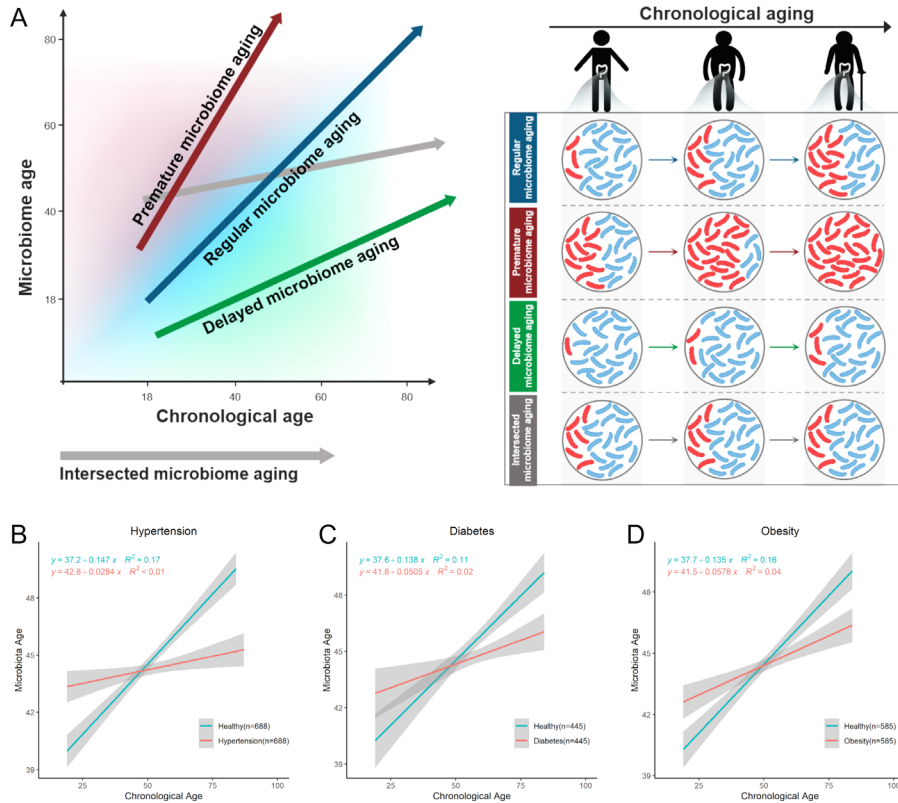 A
Microbiome age
80
60
40
18
Premature microbiome aging
Regular microbiome aging
Delayed microbiome aging
18
40
60
80
Chronological age
Intersected microbiome aging
Chronological aging
Regular
microbiome aging
Premature
microbiome aging
Delayed
microbiome aging
Intersected
microbiome aging
B
Hypertension
y = 37.2 + 0.147 x R² = 0.17
y = 42.8 + 0.0284 x R² < 0.01
Microbiota Age
48
45
42
39
Healthy(n=688)
Hypertension(n=688)
0
25
50
75
100
Chronological Age
C
Diabetes
y = 37.6 + 0.138 x R² = 0.11
y = 41.8 + 0.0505 x R² = 0.02
Microbiota Age
48
45
42
39
Healthy(n=445)
Diabetes(n=445)
0
25
50
75
100
Chronological Age
D
Obesity
y = 37.7 + 0.135 x R² = 0.16
y = 41.5 + 0.0578 x R² = 0.04
Microbiota Age
48
45
42
39
Healthy(n=585)
Obesity(n=585)
0
25
50
75
100
Chronological Age